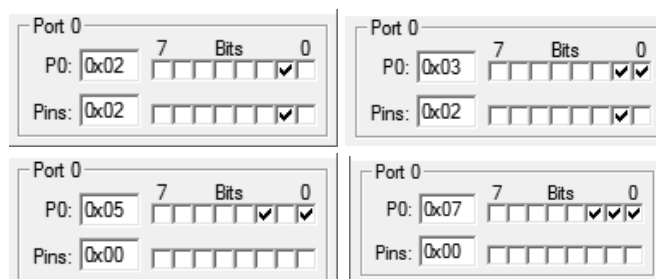 Port 0
P0: 0x02 7 Bits 0
Pins: 0x02
Port 0
P0: 0x03 7 Bits 0
Pins: 0x02
Port 0
P0: 0x05 7 Bits 0
Pins: 0x00
Port 0
P0: 0x07 7 Bits 0
Pins: 0x00